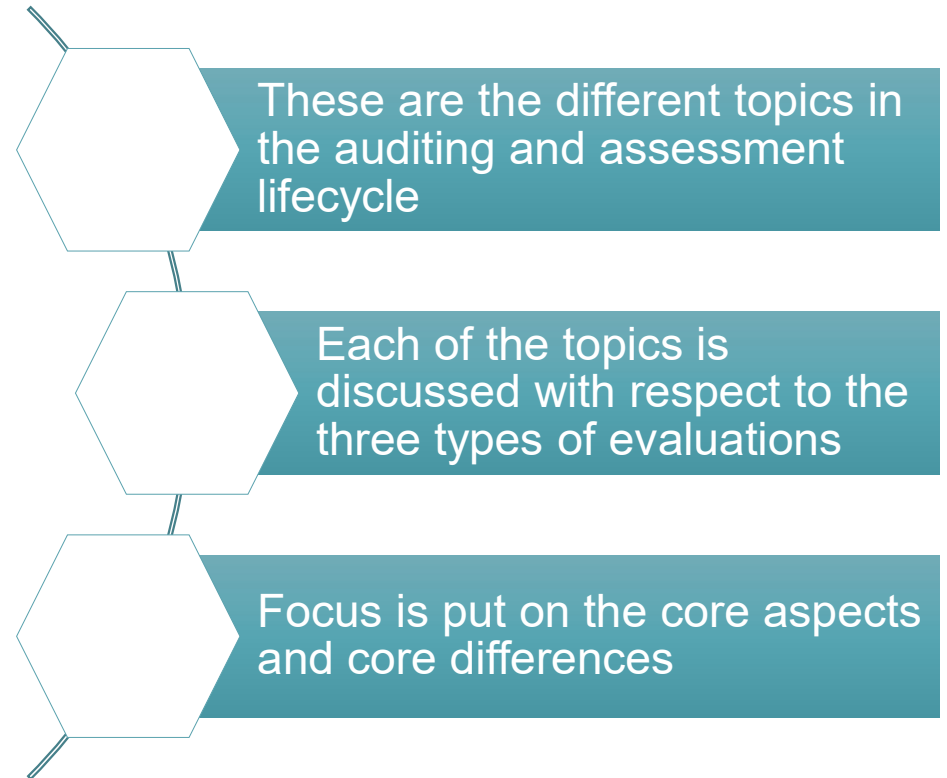 These are the different topics in
the auditing and assessment
lifecycle
Each of the topics is
discussed with respect to the
three types of evaluations
Focus is put on the core aspects
and core differences